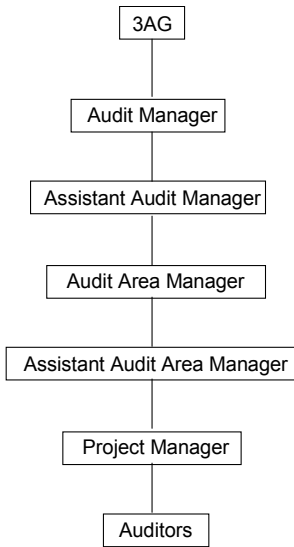 3AG
Audit Manager
Assistant Audit Manager
Audit Area Manager
Assistant Audit Area Manager
Project Manager
Auditors